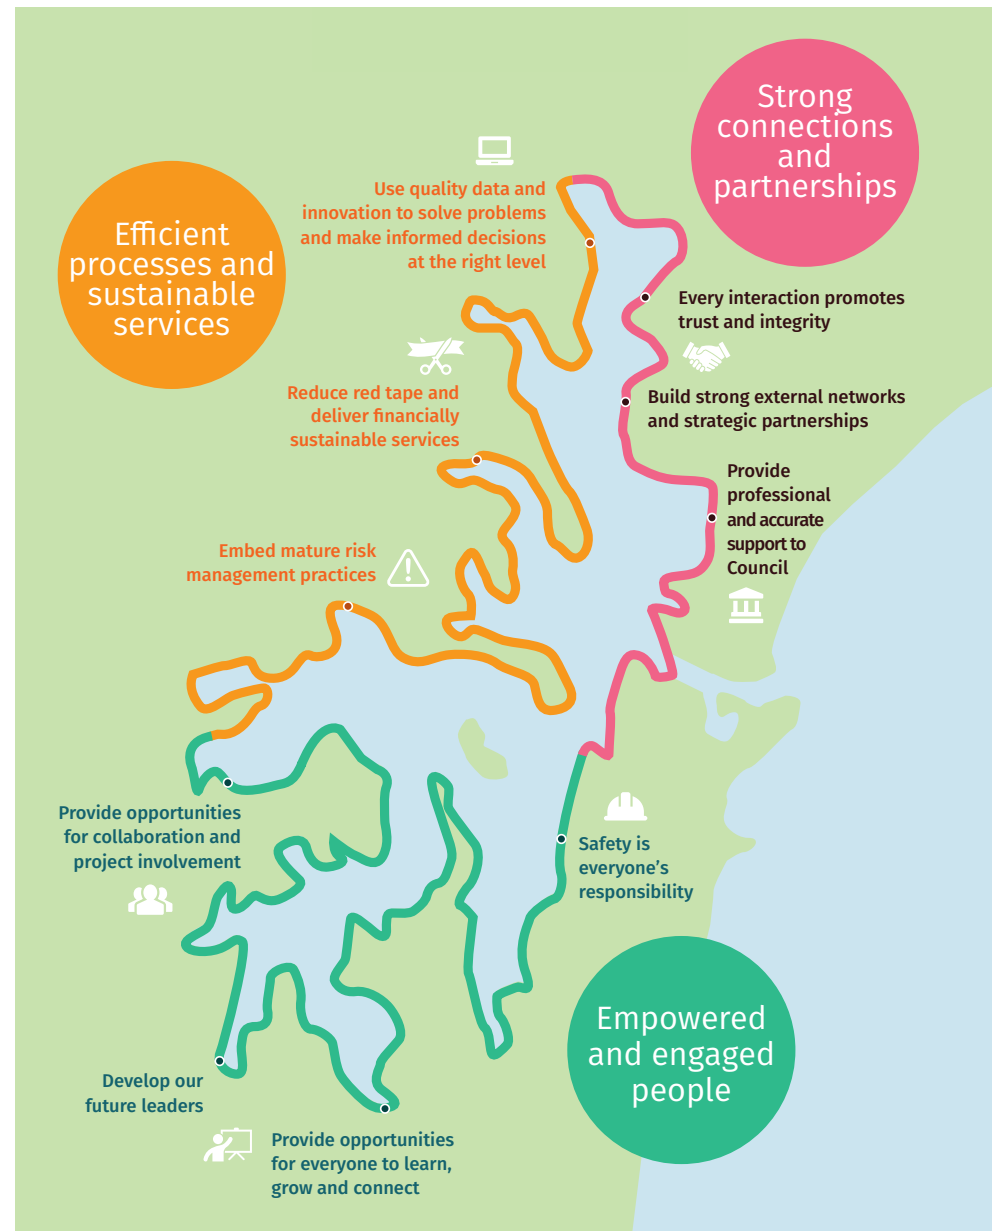 Strong
connections
and
partnerships
Efficient
processes and
sustainable
services
Use quality data and
innovation to solve problems
and make informed decisions
at the right level
Every interaction promotes
trust and integrity
Reduce red tape and
deliver financially
sustainable services
Build strong external networks
and strategic partnerships
Provide
professional
and accurate
support to
Council
Embed mature risk
management practices
Provide opportunities
for collaboration and
project involvement
Safety is
everyone’s
responsibility
Empowered
and engaged
people
Develop our
future leaders
Provide opportunities
for everyone to learn,
grow and connect